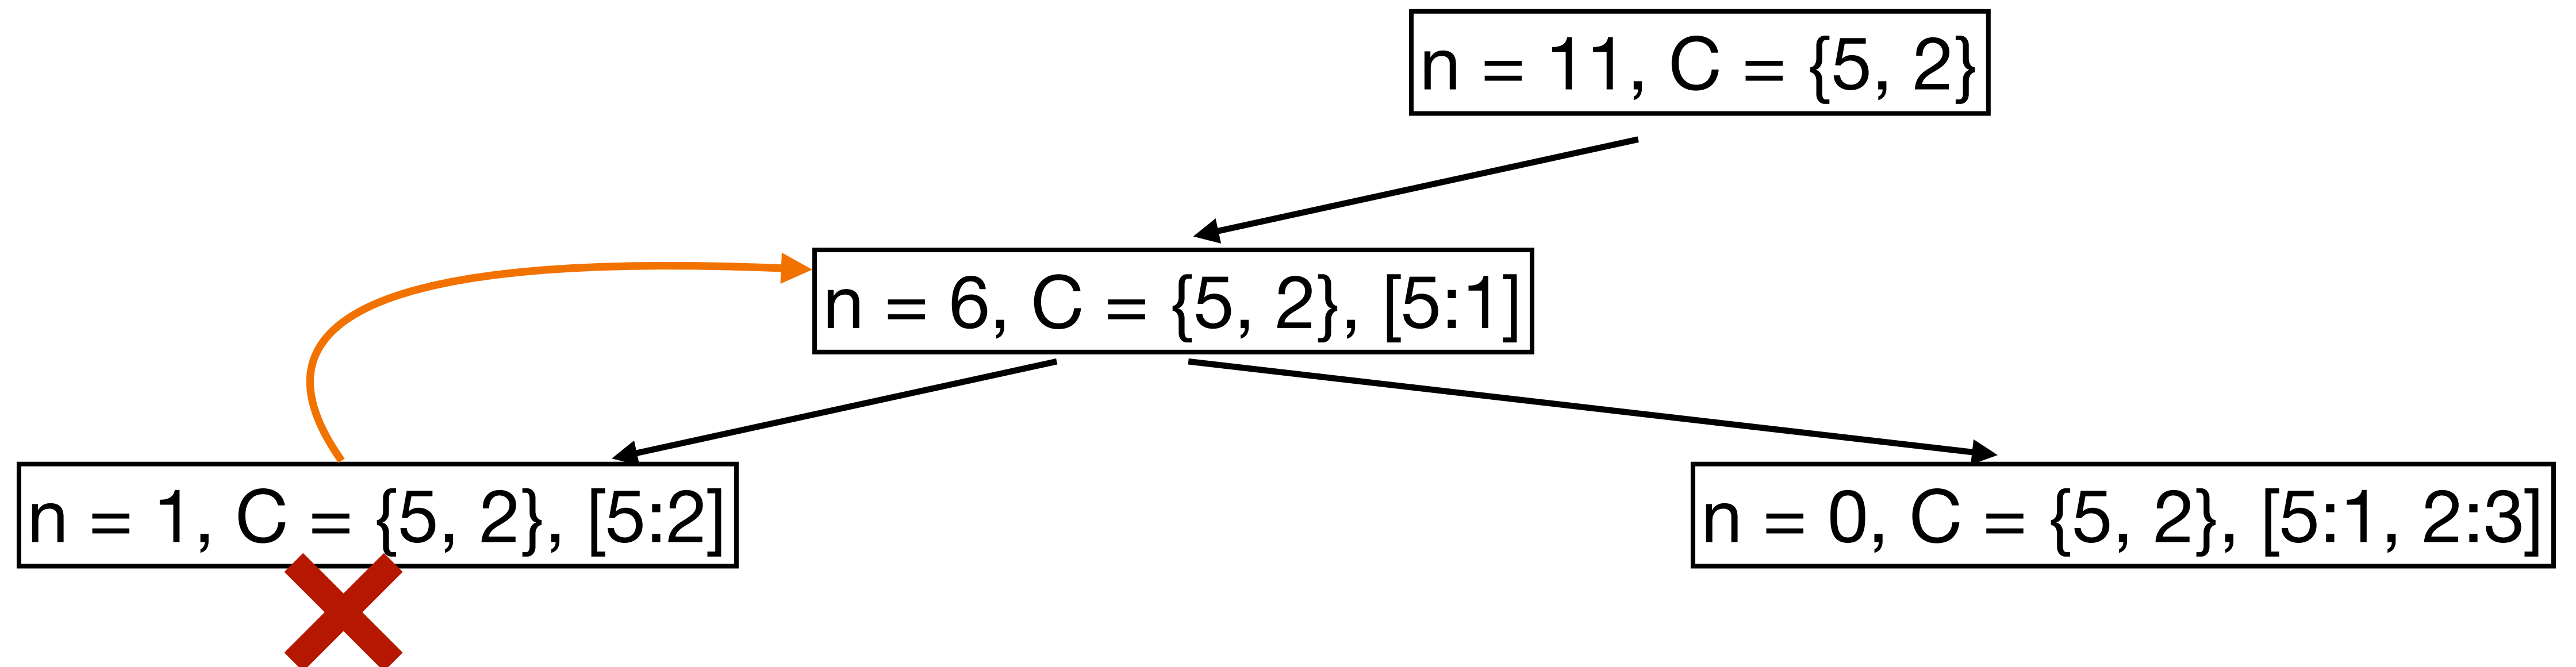 n = 11, C = {5, 2}
n = 6, C = {5, 2}, [5:1]
n = 1, C = {5, 2}, [5:2]
n = 0, C = {5, 2}, [5:1, 2:3]